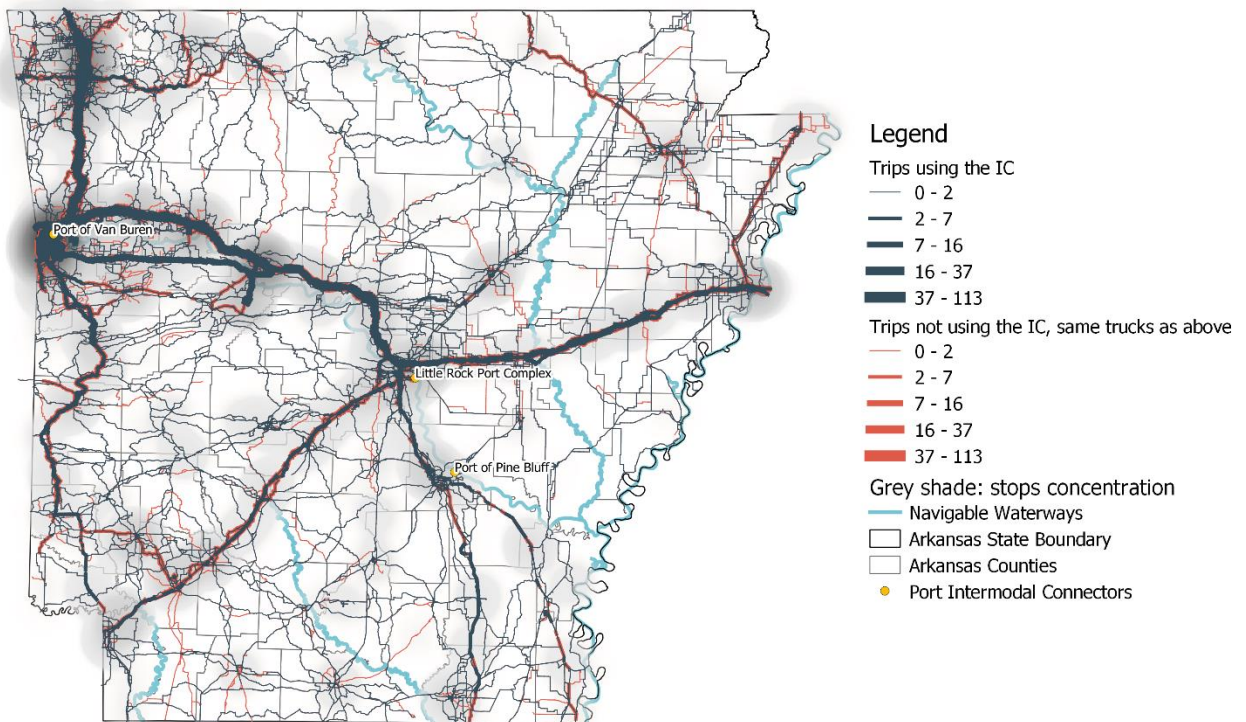 Port of Van Buren
Little Rock Port Complex
Port of Pine Bluff
Legend
Trips using the IC
0 - 2
2 - 7
7 - 16
16 - 37
37 - 113
Trips not using the IC, same trucks as above
0 - 2
2 - 7
7 - 16
16 - 37
37 - 113
Grey shade: stops concentration
Navigable Waterways
Arkansas State Boundary
Arkansas Counties
Port Intermodal Connectors